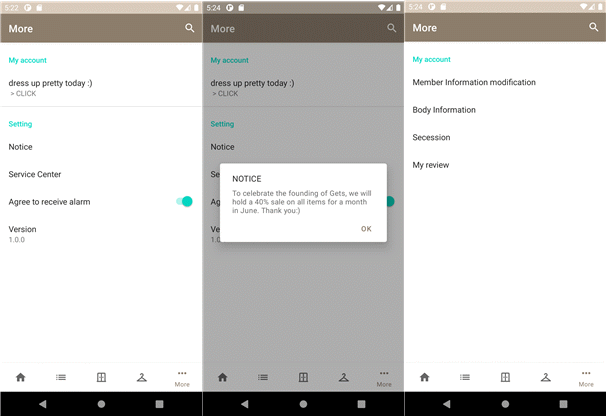 5:22
More
My account
dress up pretty today :)
> CLICK
Setting
Notice
Service Center
Agree to receive alarm
Version
1.0.0
More
5:24
More
My account
dress up pretty today :)
> CLICK
Setting
Notice
Se
NOTICE
To celebrate the founding of Gets, we will
hold a 40% sale on all items for a month
in June. Thank you:)
OK
Ag
Ve
1.0
More
5:24
More
My account
Member Information modification
Body Information
Secession
My review
More